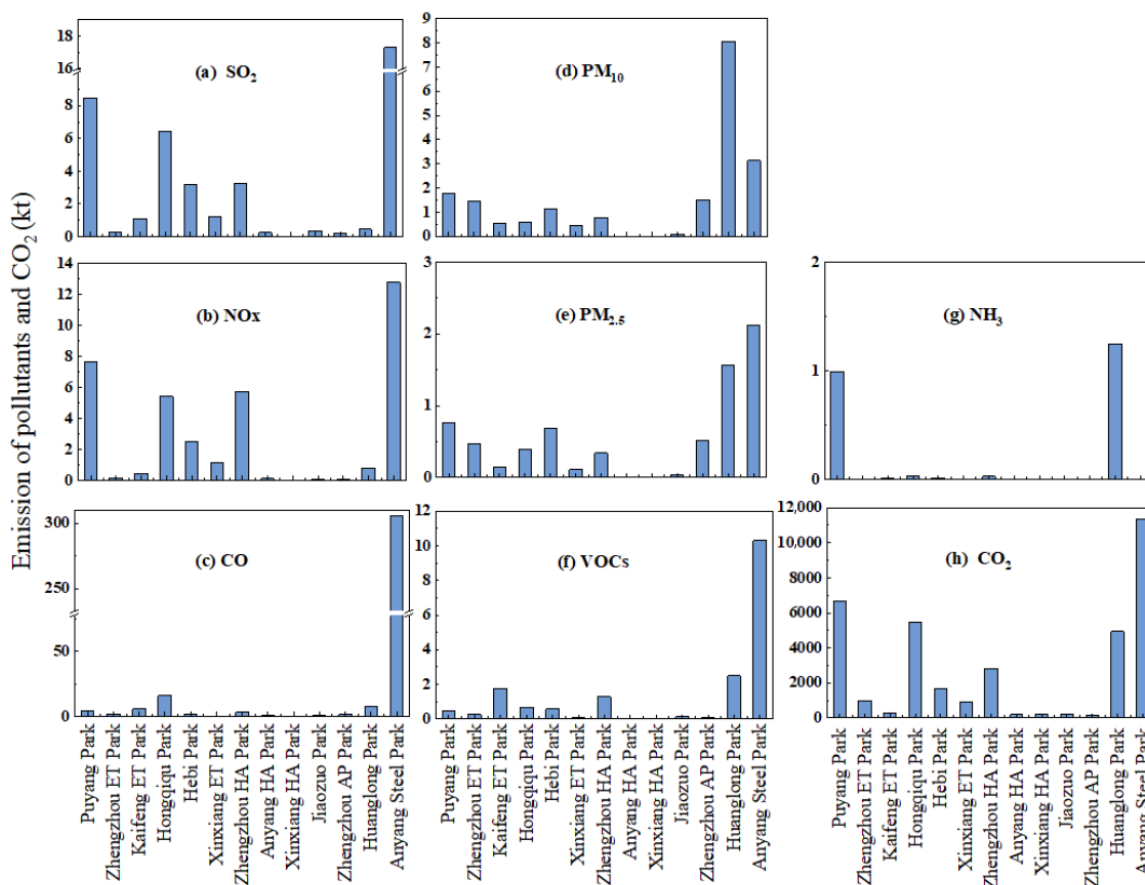 Emission of pollutants and CO₂ (kt)
(a) SO₂
18
16
8
6
4
2
0
(d) PM₁₀
9
8
7
6
5
4
3
2
1
0
(b) NOx
14
12
10
8
6
4
2
0
(e) PM₂.₅
3
2
1
0
(g) NH₃
2
1
0
(c) CO
300
250
50
0
(f) VOCs
12
10
8
6
4
2
0
(h) CO₂
12,000
10,000
8000
6000
4000
2000
0
Puyang Park
Zhengzhou ET Park
Kaifeng ET Park
Hongqiqu Park
Hebi Park
Xinxiang ET Park
Zhengzhou HA Park
Anyang HA Park
Xinxiang HA Park
Jiaozuo Park
Zhengzhou AP Park
Huanglong Park
Anyang Steel Park
Puyang Park
Zhengzhou ET Park
Kaifeng ET Park
Hongqiqu Park
Hebi Park
Xinxiang ET Park
Zhengzhou HA Park
Anyang HA Park
Xinxiang HA Park
Jiaozuo Park
Zhengzhou AP Park
Huanglong Park
Anyang Steel Park
Puyang Park
Zhengzhou ET Park
Kaifeng ET Park
Hongqiqu Park
Hebi Park
Xinxiang ET Park
Zhengzhou HA Park
Anyang HA Park
Xinxiang HA Park
Jiaozuo Park
Zhengzhou AP Park
Huanglong Park
Anyang Steel Park